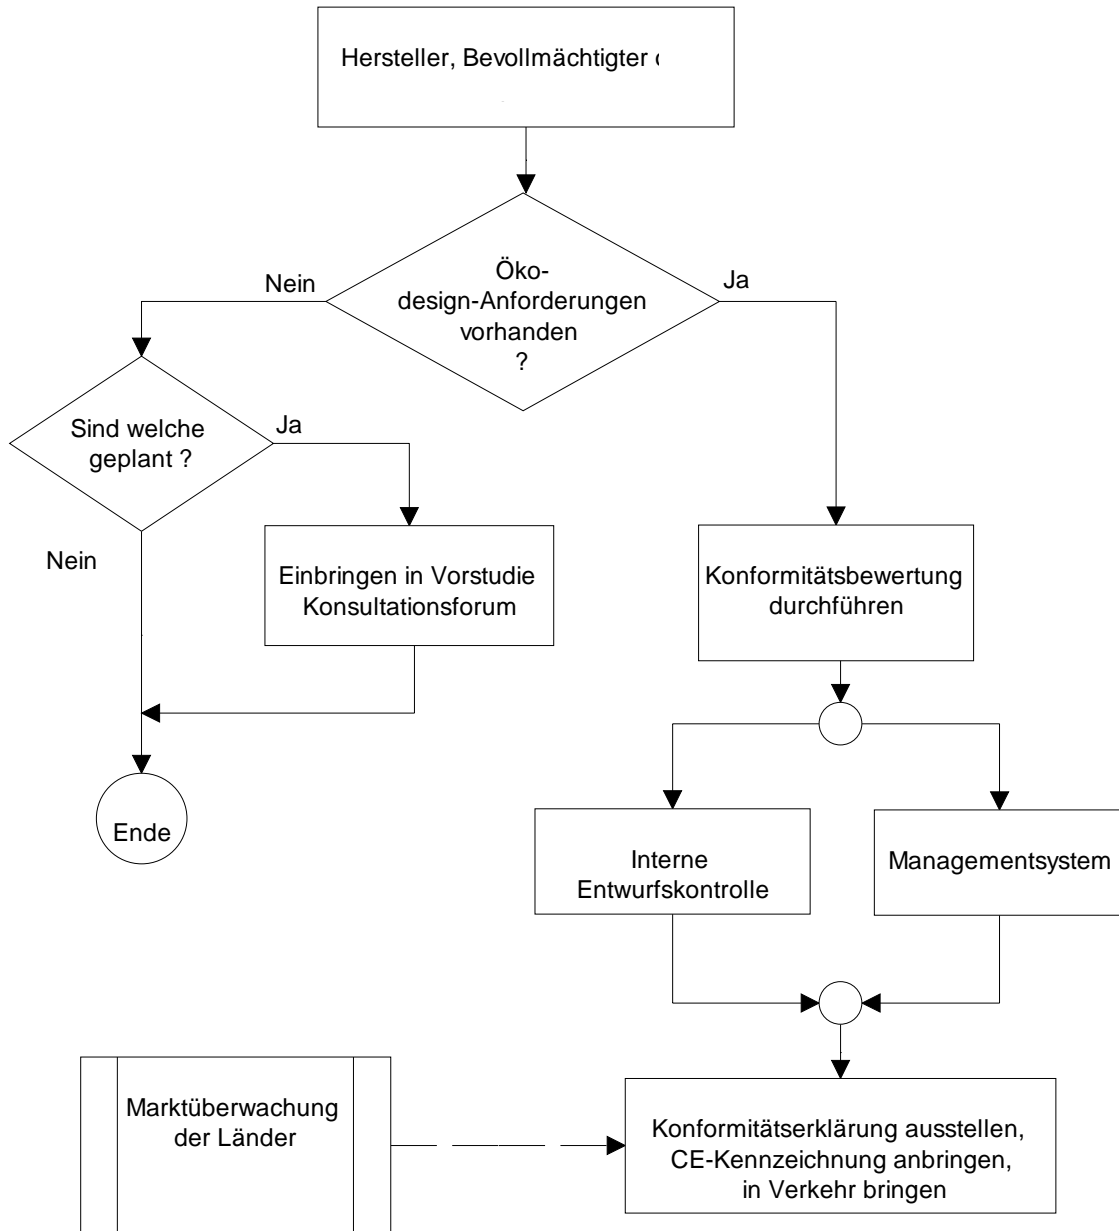 Hersteller, Bevollmächtigter
Öko-
design-Anforderungen
vorhanden
?
Nein
Ja
Sind welche
geplant ?
Ja
Nein
Einbringen in Vorstudie
Konsultationsforum
Konformitätsbewertung
durchführen
Ende
Interne
Entwurfskontrolle
Managementsystem
Marktüberwachung
der Länder
Konformitätserklärung ausstellen,
CE-Kennzeichnung anbringen,
in Verkehr bringen